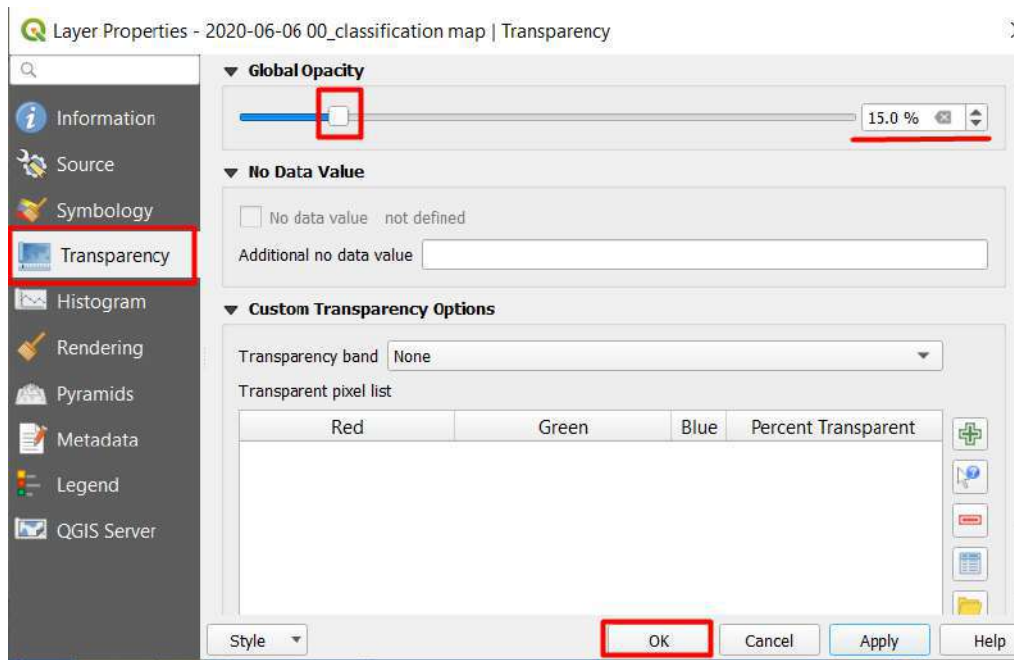 Layer Properties - 2020-06-06 00_classification map | Transparency
Information
Source
Symbology
Transparency
Histogram
Rendering
Pyramids
Metadata
Legend
QGIS Server
Global Opacity
15.0 %
No Data Value
No data value not defined
Additional no data value
Custom Transparency Options
Transparency band None
Transparent pixel list
Red Green Blue Percent Transparent
Style OK Cancel Apply Help